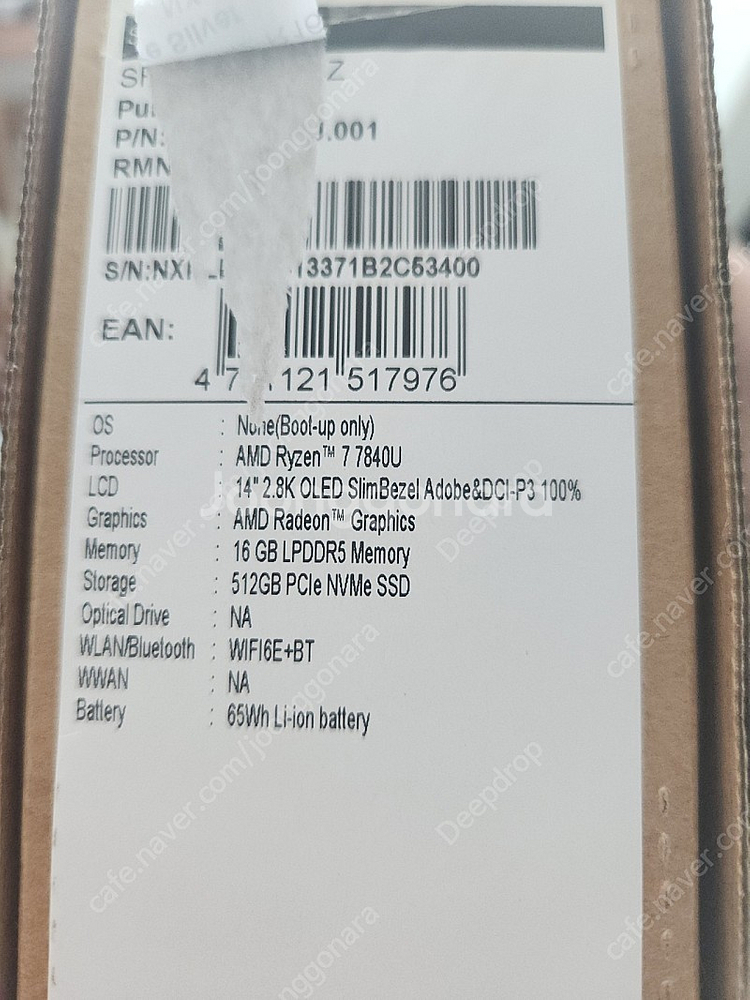 Z
P/N: .001
RMN
S/N:NX 13371B2C53400
EAN:
4 7 121 517976
OS : None(Boot-up only)
Processor : AMD Ryzen™ 7 7840U
LCD : 14" 2.8K OLED SlimBezel Adobe&DCI-P3 100%
Graphics : AMD Radeon™ Graphics
Memory : 16 GB LPDDR5 Memory
Storage : 512GB PCIe NVMe SSD
Optical Drive : NA
WLAN/Bluetooth : WIFI6E+BT
WWAN : NA
Battery : 65Wh Li-ion battery
joonggonara
cafe.naver.com/joonggonara
Deepdrop